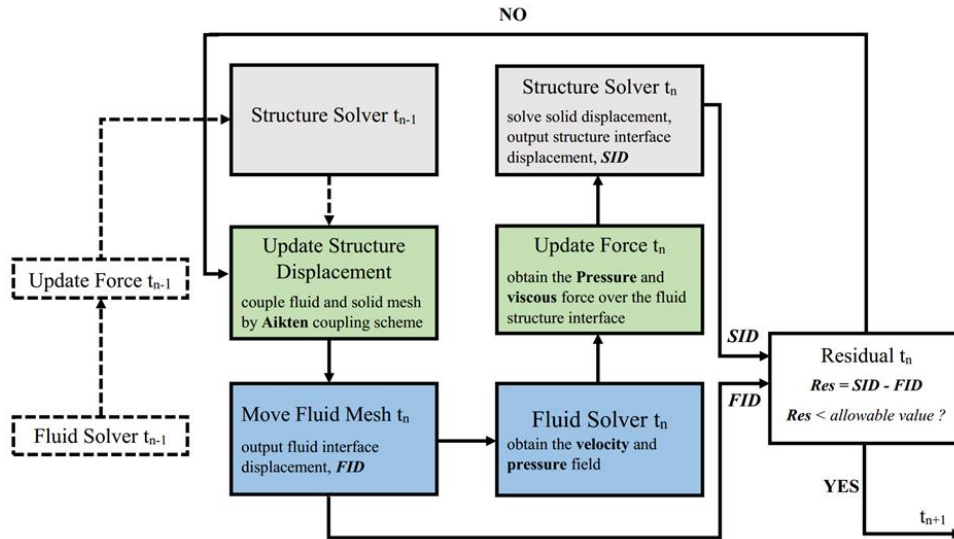 NO
Structure Solver tn-1
Structure Solver tn
solve solid displacement,
output structure interface
displacement, SID
Update Force tn-1
Update Structure
Displacement
couple fluid and solid mesh
by Aikten coupling scheme
Update Force tn
obtain the Pressure and
viscous force over the fluid
structure interface
SID
FID
Residual tn
Res = SID - FID
Res < allowable value ?
Fluid Solver tn-1
Move Fluid Mesh tn
output fluid interface
displacement, FID
Fluid Solver tn
obtain the velocity and
pressure field
YES
tn+1